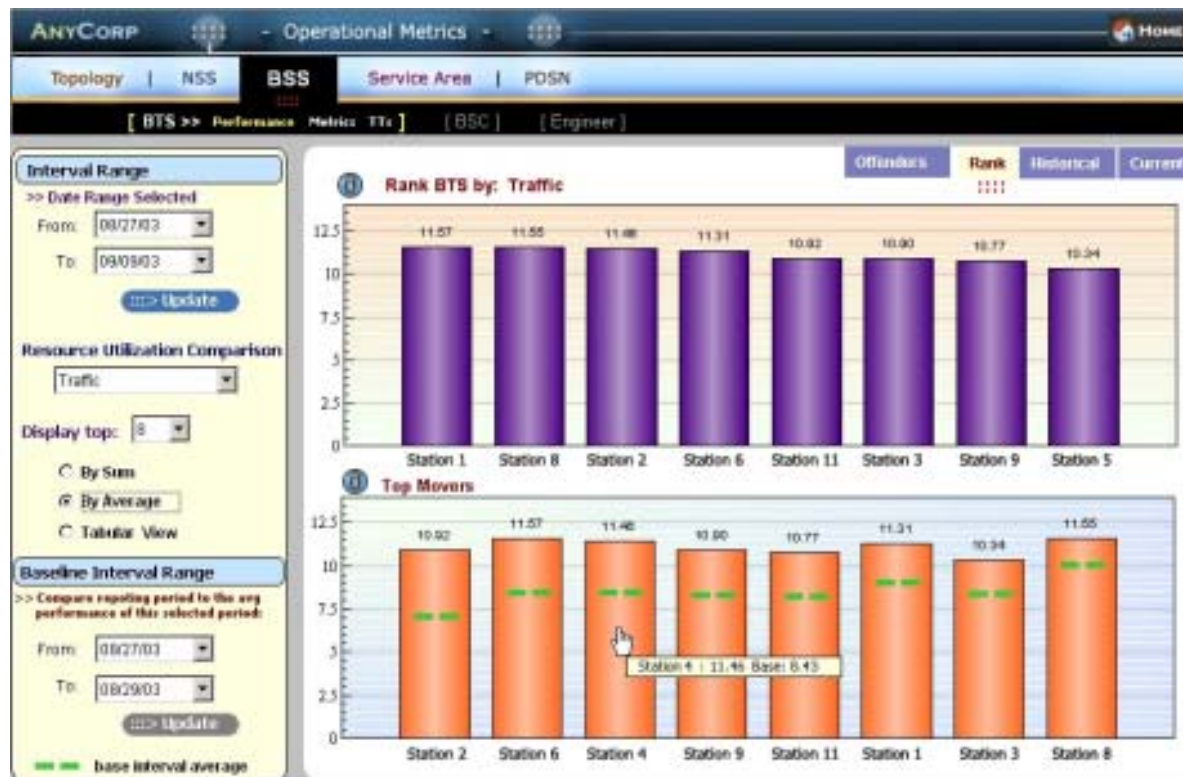 ANYCORP - Operational Metrics - HOME
Topology | NSS BSS Service Area | PDSN
[ BTS >> Performance Metrics TTs ] [ BSC ] [ Engineer ]
Interval Range
>> Date Range Selected
From: 08/27/03
To: 09/09/03
::::> Update
Resource Utilization Comparison
Traffic
Display top: 8
By Sum
By Average
Tabular View
Baseline Interval Range
>> Compare repoting period to the avg
performance of this selected period:
From: 08/27/03
To: 08/29/03
::::> Update
base interval average
Offenders Rank Historical Current
Rank BTS by: Traffic
12.5
10
7.5
5
2.5
0
11.57 11.55 11.46 11.31 10.92 10.90 10.77 10.34
Station 1 Station 8 Station 2 Station 6 Station 11 Station 3 Station 9 Station 5
Top Movers
12.5
10
7.5
5
2.5
0
10.92 11.57 11.46 10.90 10.77 11.31 10.34 11.55
Station 4 | 11.46 Base: 8.43
Station 2 Station 6 Station 4 Station 9 Station 11 Station 1 Station 3 Station 8